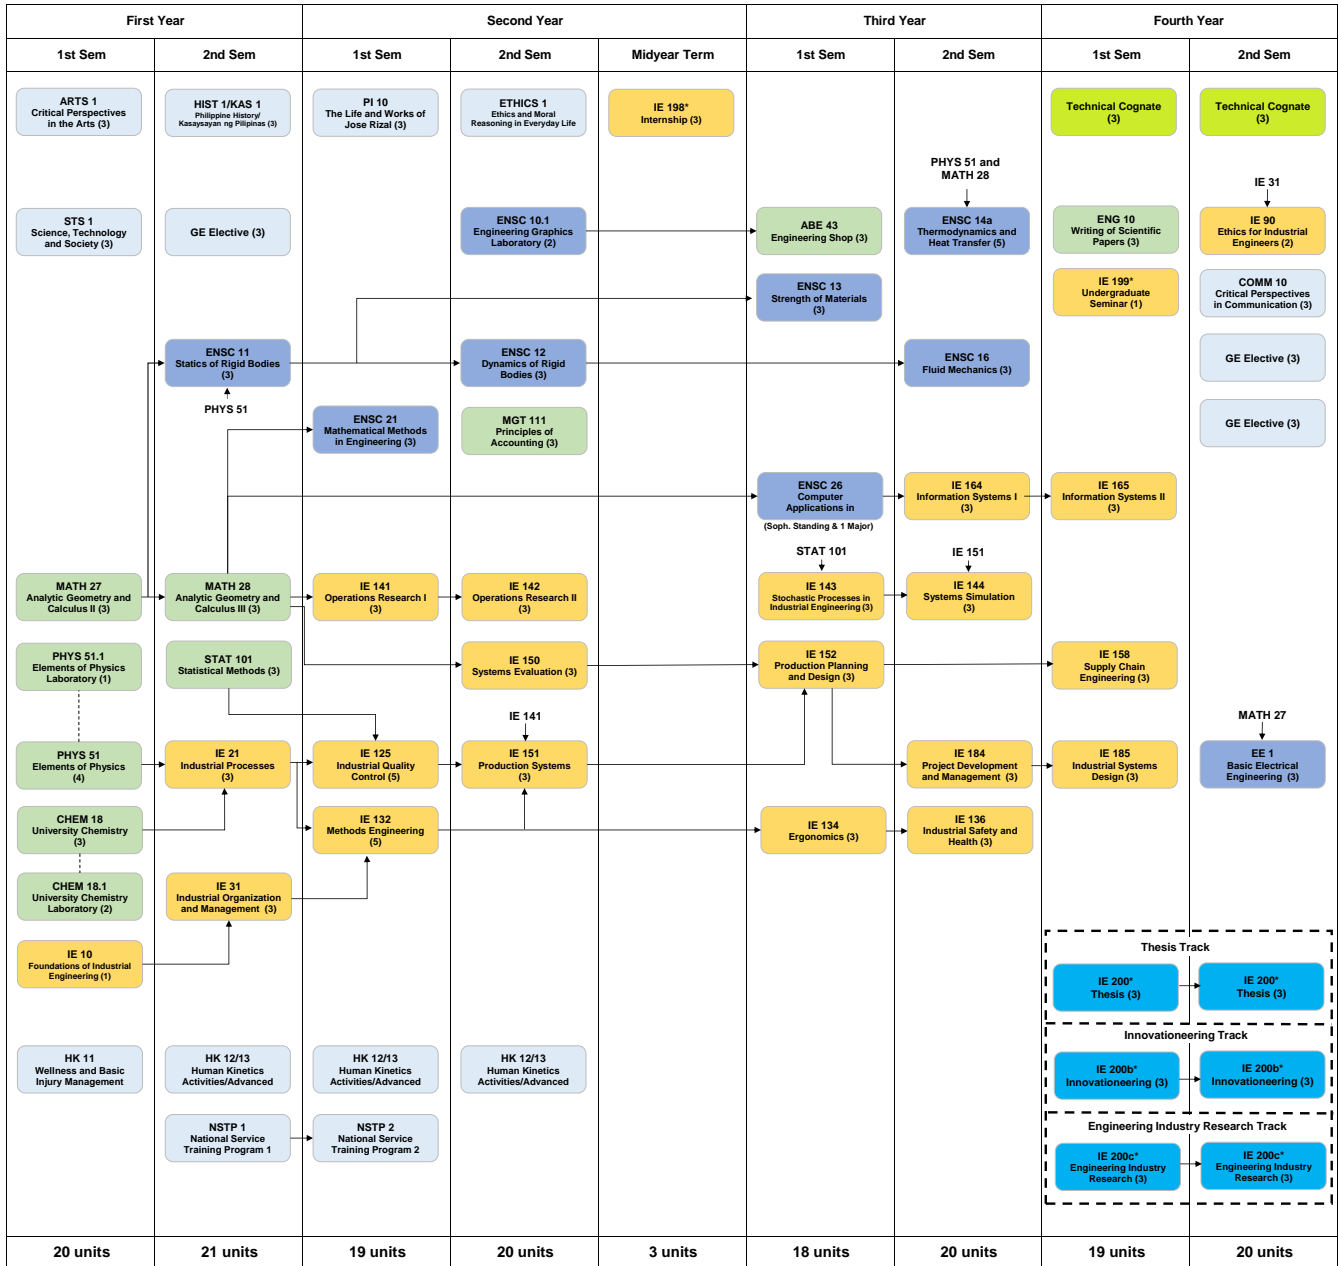 First Year
Second Year
Third Year
Fourth Year
1st Sem
2nd Sem
1st Sem
2nd Sem
Midyear Term
1st Sem
2nd Sem
1st Sem
2nd Sem
ARTS 1
Critical Perspectives
in the Arts (3)
HIST 1/KAS 1
Philippine History/
Kasaysayan ng Pilipinas (3)
PI 10
The Life and Works of
Jose Rizal (3)
ETHICS 1
Ethics and Moral
Reasoning in Everyday Life
IE 198*
Internship (3)
Technical Cognate
(3)
Technical Cognate
(3)
PHYS 51 and
MATH 28
IE 31
STS 1
Science, Technology
and Society (3)
GE Elective (3)
ENSC 10.1
Engineering Graphics
Laboratory (2)
ABE 43
Engineering Shop (3)
ENSC 14a
Thermodynamics and
Heat Transfer (5)
ENG 10
Writing of Scientific
Papers (3)
IE 90
Ethics for Industrial
Engineers (2)
ENSC 13
Strength of Materials
(3)
IE 199*
Undergraduate
Seminar (1)
COMM 10
Critical Perspectives
in Communication (3)
ENSC 11
Statics of Rigid Bodies
(3)
ENSC 12
Dynamics of Rigid
Bodies (3)
ENSC 16
Fluid Mechanics (3)
GE Elective (3)
PHYS 51
ENSC 21
Mathematical Methods
in Engineering (3)
MGT 111
Principles of
Accounting (3)
GE Elective (3)
ENSC 26
Computer
Applications in
(Soph. Standing & 1 Major)
IE 164
Information Systems I
(3)
IE 165
Information Systems II
(3)
STAT 101
IE 151
MATH 27
Analytic Geometry and
Calculus II (3)
MATH 28
Analytic Geometry and
Calculus III (3)
IE 141
Operations Research I
(3)
IE 142
Operations Research II
(3)
IE 143
Stochastic Processes in
Industrial Engineering (3)
IE 144
Systems Simulation
(3)
PHYS 51.1
Elements of Physics
Laboratory (1)
STAT 101
Statistical Methods (3)
IE 150
Systems Evaluation (3)
IE 152
Production Planning
and Design (3)
IE 158
Supply Chain
Engineering (3)
IE 141
MATH 27
PHYS 51
Elements of Physics
(4)
IE 21
Industrial Processes
(3)
IE 125
Industrial Quality
Control (5)
IE 151
Production Systems
(3)
IE 184
Project Development
and Management (3)
IE 185
Industrial Systems
Design (3)
EE 1
Basic Electrical
Engineering (3)
CHEM 18
University Chemistry
(3)
IE 132
Methods Engineering
(5)
IE 134
Ergonomics (3)
IE 136
Industrial Safety and
Health (3)
CHEM 18.1
University Chemistry
Laboratory (2)
IE 31
Industrial Organization
and Management (3)
IE 10
Foundations of Industrial
Engineering (1)
Thesis Track
IE 200*
Thesis (3)
IE 200*
Thesis (3)
Innovationeering Track
IE 200b*
Innovationeering (3)
IE 200b*
Innovationeering (3)
HK 11
Wellness and Basic
Injury Management
HK 12/13
Human Kinetics
Activities/Advanced
HK 12/13
Human Kinetics
Activities/Advanced
HK 12/13
Human Kinetics
Activities/Advanced
NSTP 1
National Service
Training Program 1
NSTP 2
National Service
Training Program 2
Engineering Industry Research Track
IE 200c*
Engineering Industry
Research (3)
IE 200c*
Engineering Industry
Research (3)
20 units
21 units
19 units
20 units
3 units
18 units
20 units
19 units
20 units